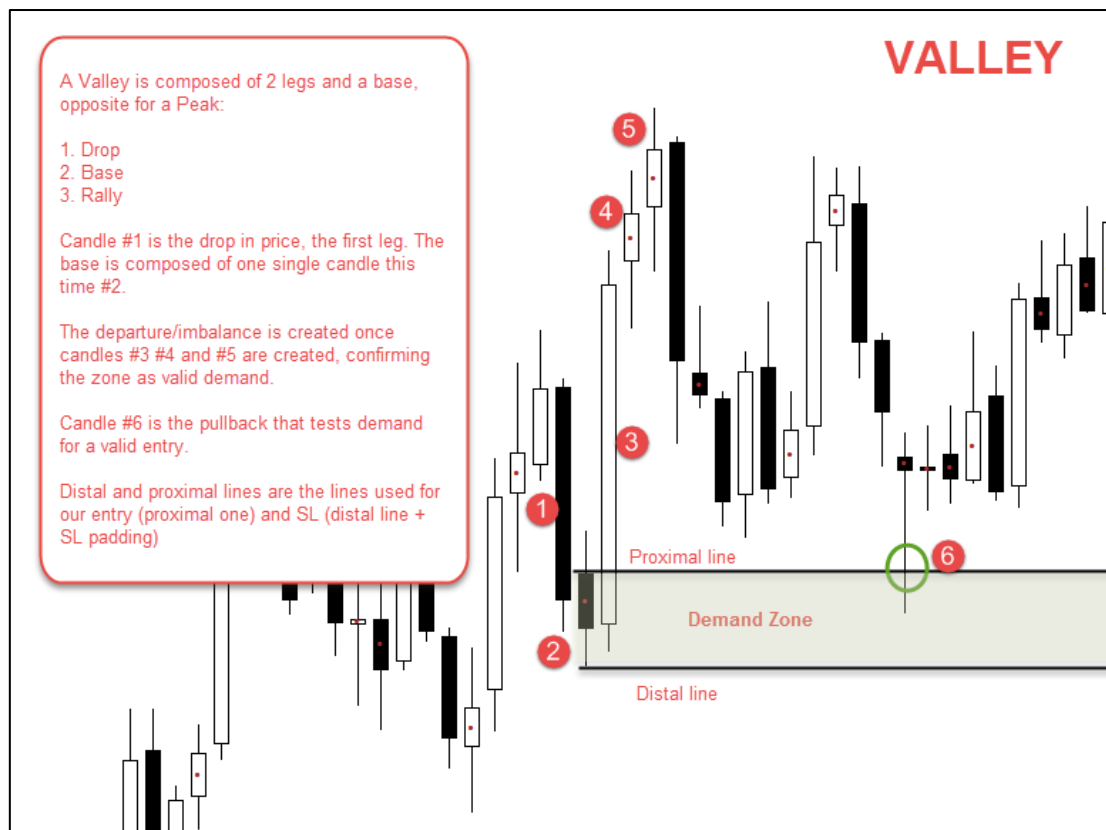 VALLEY
A Valley is composed of 2 legs and a base,
opposite for a Peak:
1. Drop
2. Base
3. Rally
Candle #1 is the drop in price, the first leg. The
base is composed of one single candle this
time #2.
The departure/imbalance is created once
candles #3 #4 and #5 are created, confirming
the zone as valid demand.
Candle #6 is the pullback that tests demand
for a valid entry.
Distal and proximal lines are the lines used for
our entry (proximal one) and SL (distal line +
SL padding)
5
4
3
1
Proximal line
6
Demand Zone
2
Distal line